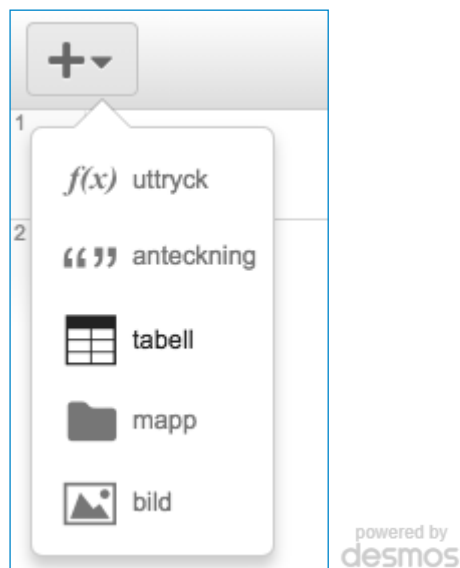 1
f(x) uttryck
2
“ ” anteckning
tabell
mapp
bild
powered by
desmos